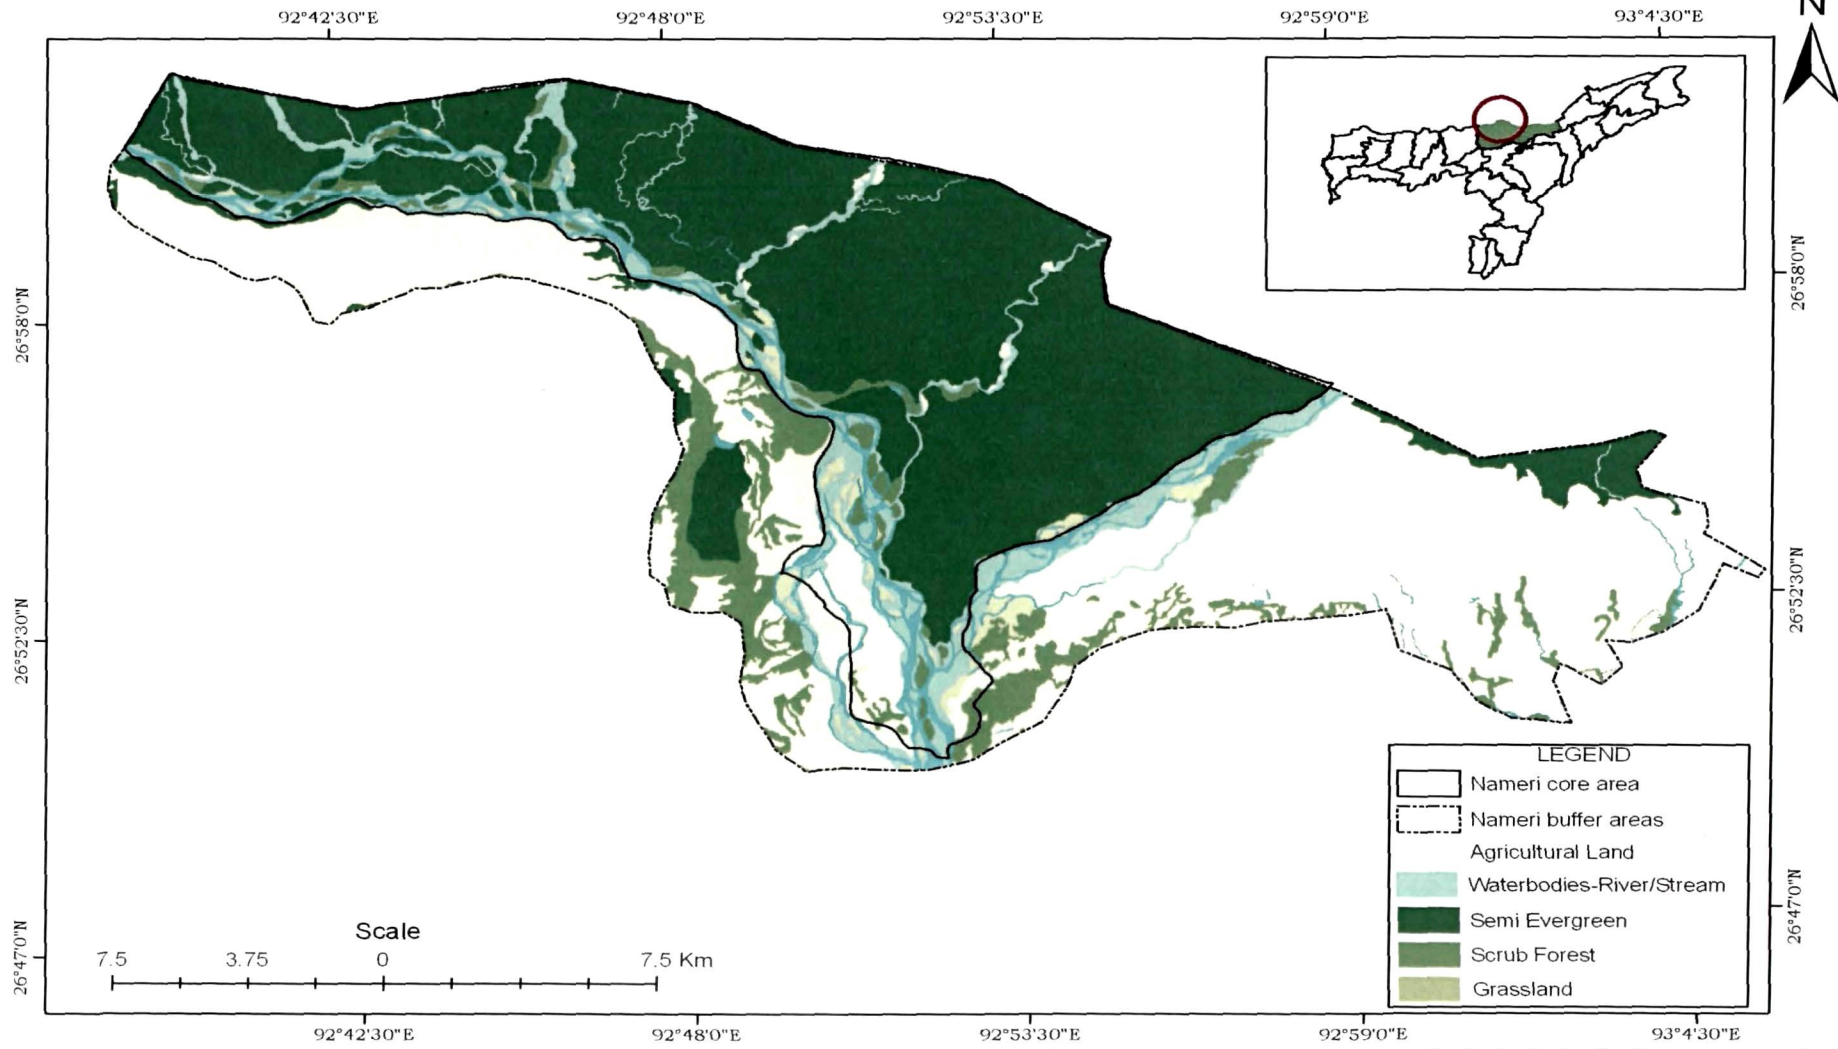 92°42'30"E 92°48'0"E 92°53'30"E 92°59'0"E 93°4'30"E
N
26°58'0"N
26°58'0"N
26°52'30"N
26°52'30"N
26°47'0"N
26°47'0"N
LEGEND
Nameri core area
Nameri buffer areas
Agricultural Land
Waterbodies-River/Stream
Semi Evergreen
Scrub Forest
Grassland
Scale
7.5 3.75 0 7.5 Km
92°42'30"E 92°48'0"E 92°53'30"E 92°59'0"E 93°4'30"E